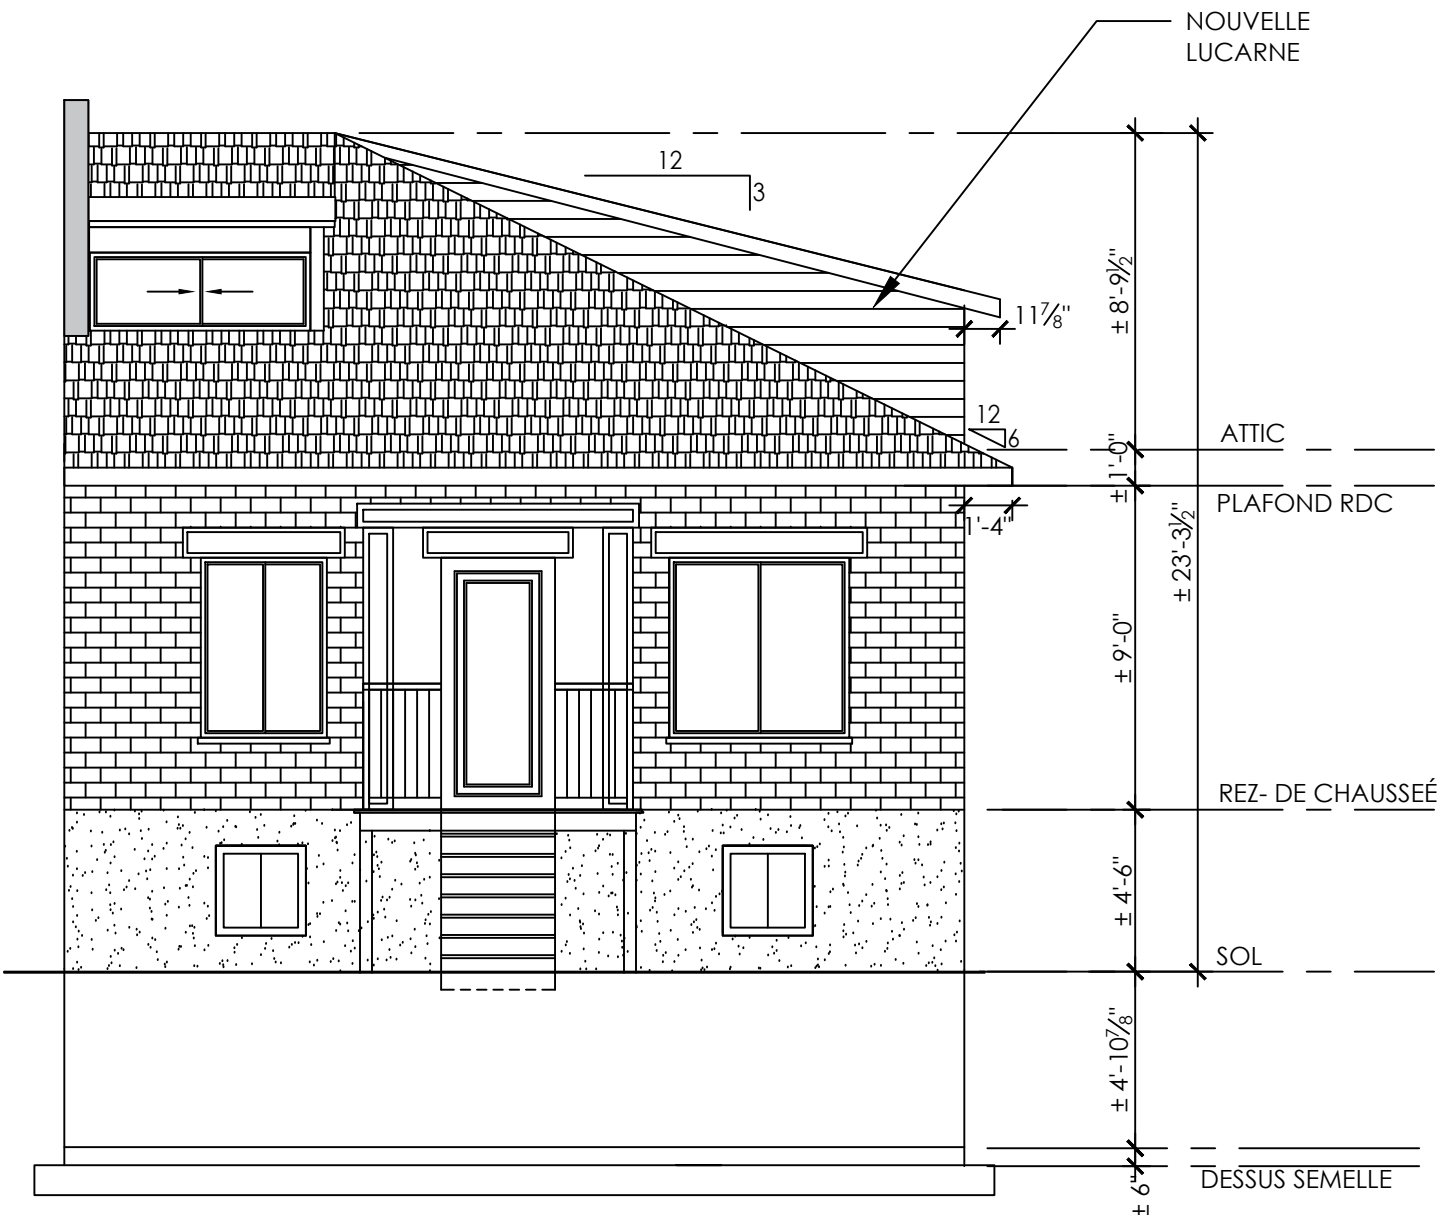 NOUVELLE
LUCARNE
12
3
± 8'-9½"
11⅞"
12
6
ATTIC
± 1'-0"
PLAFOND RDC
1'-4"
± 23'-3½"
± 9'-0"
REZ- DE CHAUSSEÉ
± 4'-6"
SOL
± 4'-10⅞"
DESSUS SEMELLE
± 6"